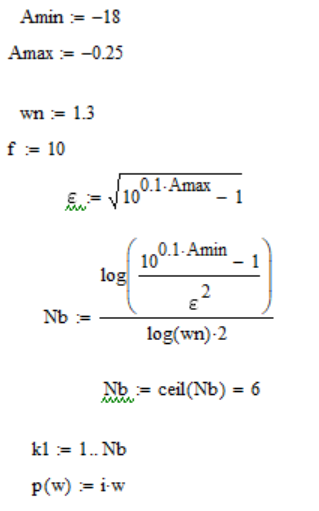 Amin := −18
Amax := −0.25
wn := 1.3
f := 10
ε := √(10^(0.1·Amax) − 1)
Nb := log((10^(0.1·Amin) − 1)/ε^2)/(log(wn)·2)
Nb := ceil(Nb) = 6
k1 := 1.. Nb
p(w) := i·w